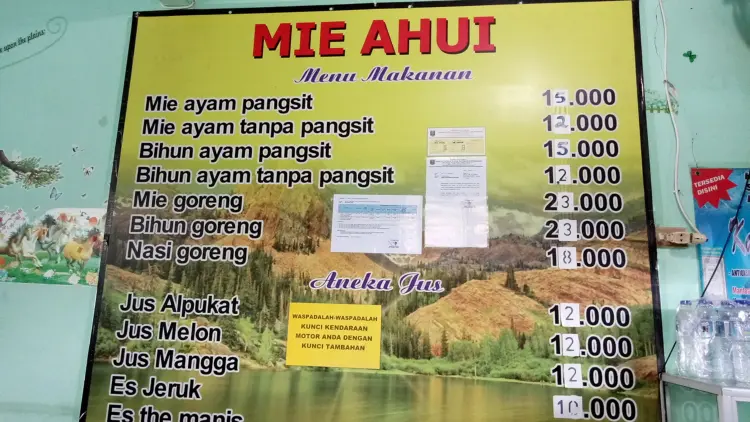 MIE AHUI
Menu Makanan
Mie ayam pangsit 15.000
Mie ayam tanpa pangsit 12.000
Bihun ayam pangsit 15.000
Bihun ayam tanpa pangsit 12.000
Mie goreng 23.000
Bihun goreng 23.000
Nasi goreng 18.000
Aneka Jus
Jus Alpukat 12.000
Jus Melon 12.000
Jus Mangga 12.000
Es Jeruk 10.000
Es the manis
WASPADALAH-WASPADALAH
KUNCI KENDARAAN
MOTOR ANDA DENGAN
KUNCI TAMBAHAN
TERSEDIA
DISINI